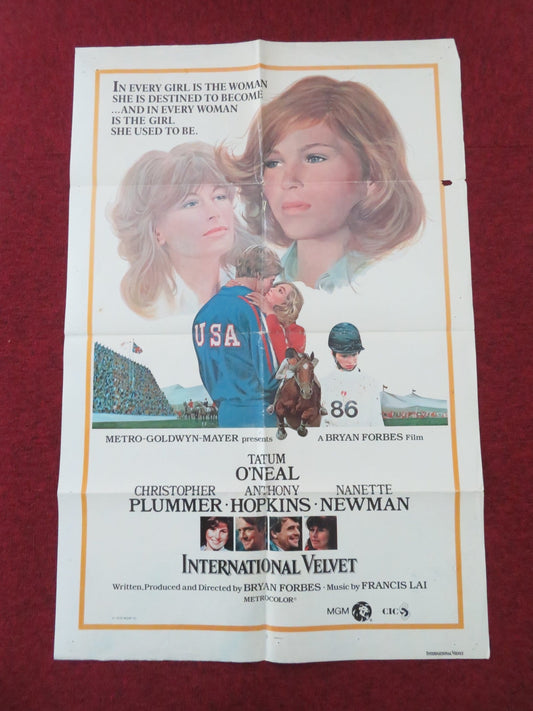 IN EVERY GIRL IS THE WOMAN
SHE IS DESTINED TO BECOME
...AND IN EVERY WOMAN
IS THE GIRL
SHE USED TO BE.
USA
86
METRO-GOLDWYN-MAYER presents A BRYAN FORBES Film
TATUM
O'NEAL
CHRISTOPHER ANTHONY NANETTE
PLUMMER · HOPKINS · NEWMAN
INTERNATIONAL VELVET
Written, Produced and Directed by BRYAN FORBES · Music by FRANCIS LAI
METROCOLOR
MGM CIC
INTERNATIONAL VELVET